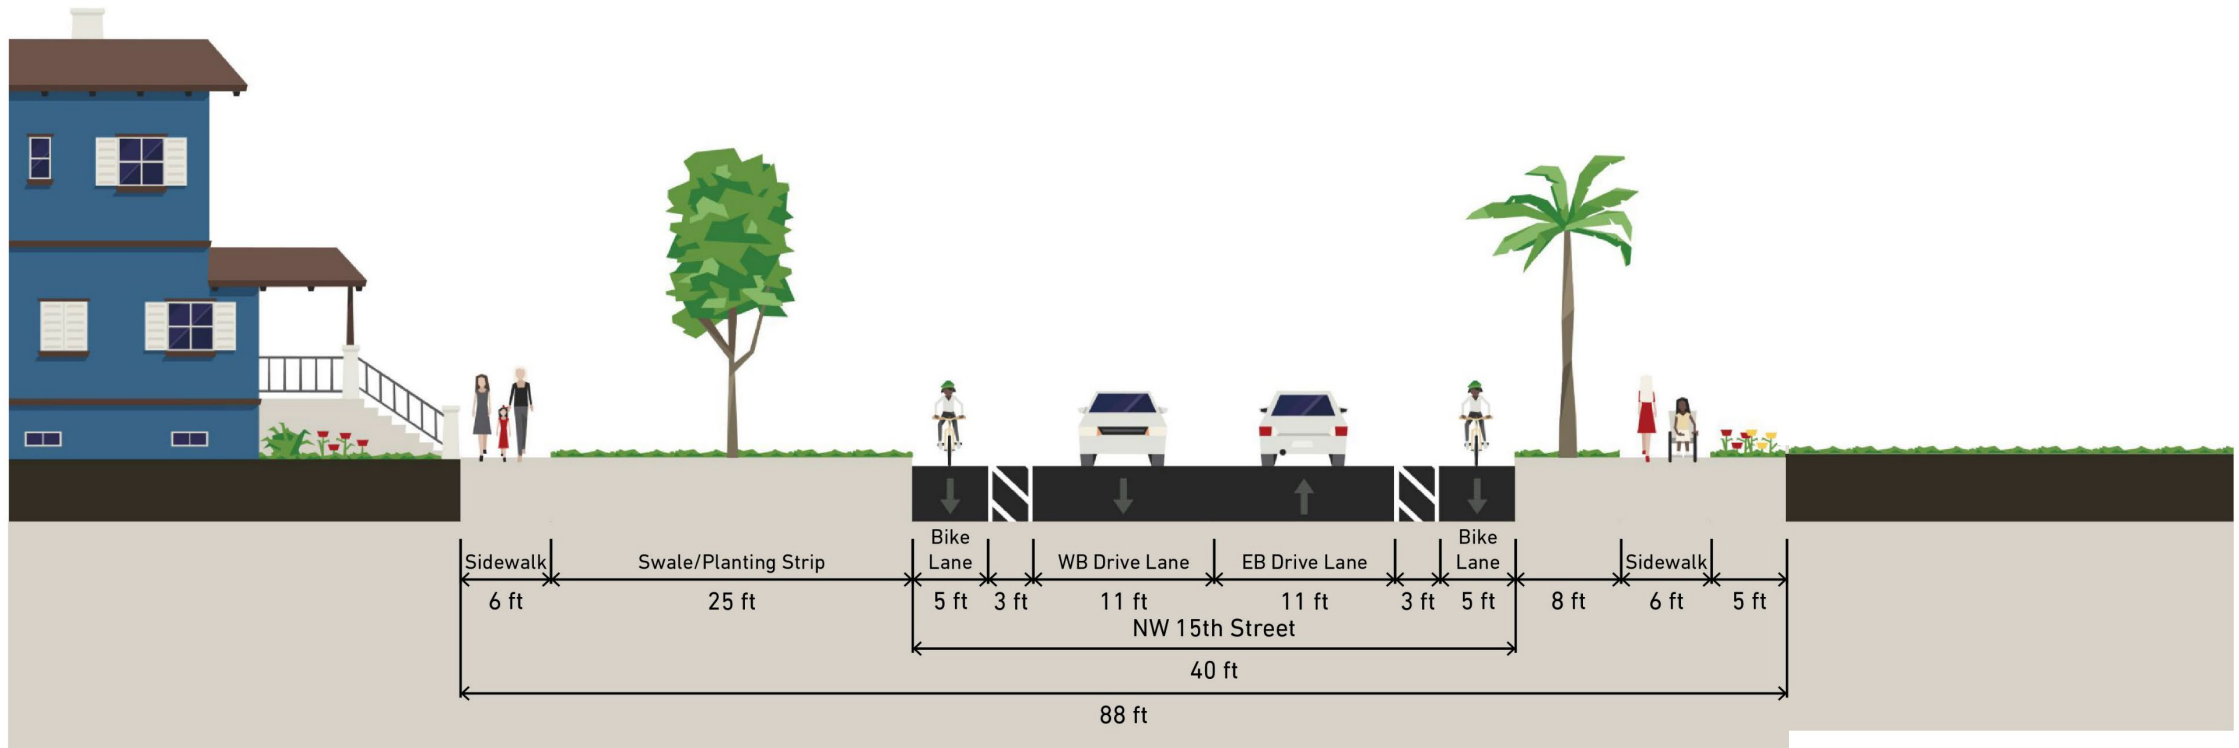 Bike
Bike
Sidewalk Swale/Planting Strip Lane WB Drive Lane EB Drive Lane Lane Sidewalk
6 ft 25 ft 5 ft 3 ft 11 ft 11 ft 3 ft 5 ft 8 ft 6 ft 5 ft
NW 15th Street
40 ft
88 ft